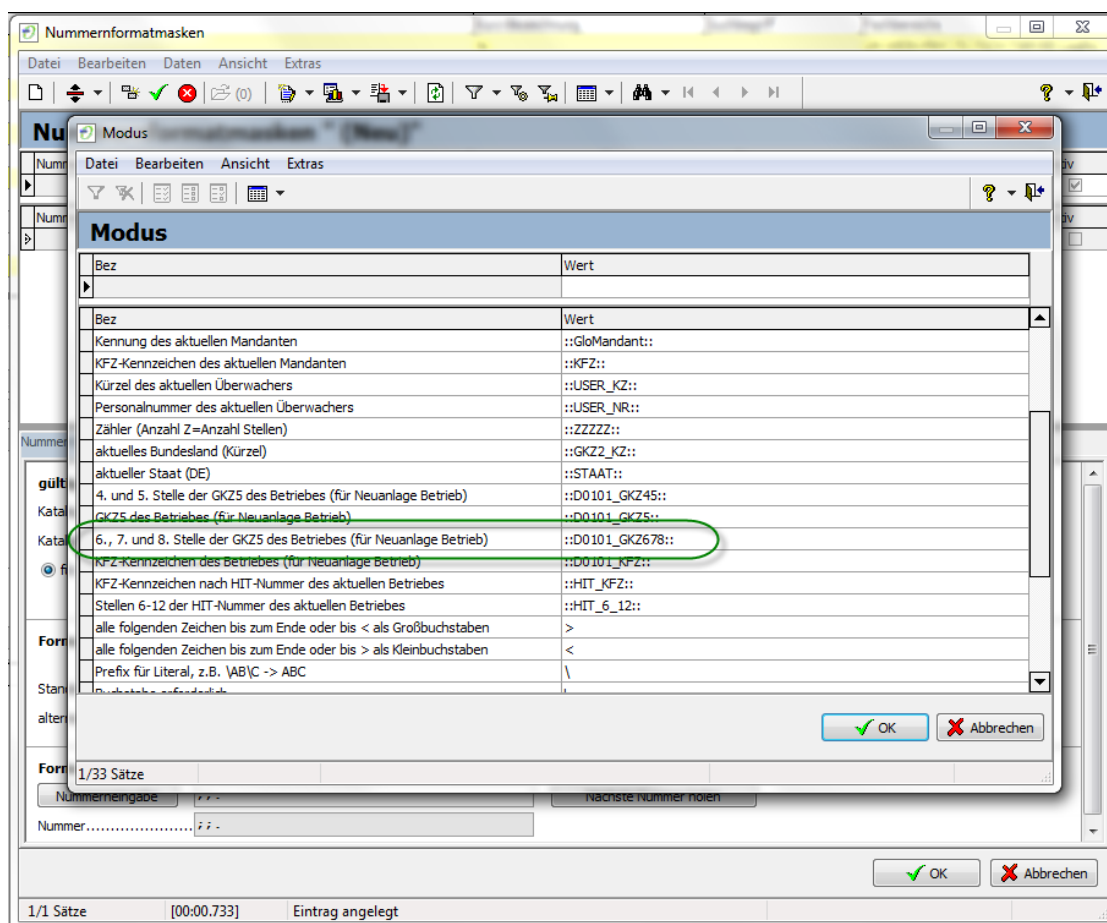 Nummernformatmasken
Datei Bearbeiten Daten Ansicht Extras
(0)
Modus
Datei Bearbeiten Ansicht Extras
Modus
Bez Wert
Bez Wert
Kennung des aktuellen Mandanten ::GloMandant::
KFZ-Kennzeichen des aktuellen Mandanten ::KFZ::
Kürzel des aktuellen Überwachers ::USER_KZ::
Personalnummer des aktuellen Überwachers ::USER_NR::
Zähler (Anzahl Z=Anzahl Stellen) ::ZZZZZ::
aktuelles Bundesland (Kürzel) ::GKZ2_KZ::
aktueller Staat (DE) ::STAAT::
4. und 5. Stelle der GKZ5 des Betriebes (für Neuanlage Betrieb) ::D0101_GKZ45::
GKZ5 des Betriebes (für Neuanlage Betrieb) ::D0101_GKZ5::
6., 7. und 8. Stelle der GKZ5 des Betriebes (für Neuanlage Betrieb) ::D0101_GKZ678::
KFZ-Kennzeichen des Betriebes (für Neuanlage Betrieb) ::D0101_KFZ::
KFZ-Kennzeichen nach HIT-Nummer des aktuellen Betriebes ::HIT_KFZ::
Stellen 6-12 der HIT-Nummer des aktuellen Betriebes ::HIT_6_12::
alle folgenden Zeichen bis zum Ende oder bis < als Großbuchstaben >
alle folgenden Zeichen bis zum Ende oder bis > als Kleinbuchstaben <
Prefix für Literal, z.B. \AB\C -> ABC \
OK Abbrechen
1/33 Sätze
Nummerneingabe ; ; . Nächste Nummer holen
Nummer...................... ; ; .
OK Abbrechen
1/1 Sätze [00:00.733] Eintrag angelegt